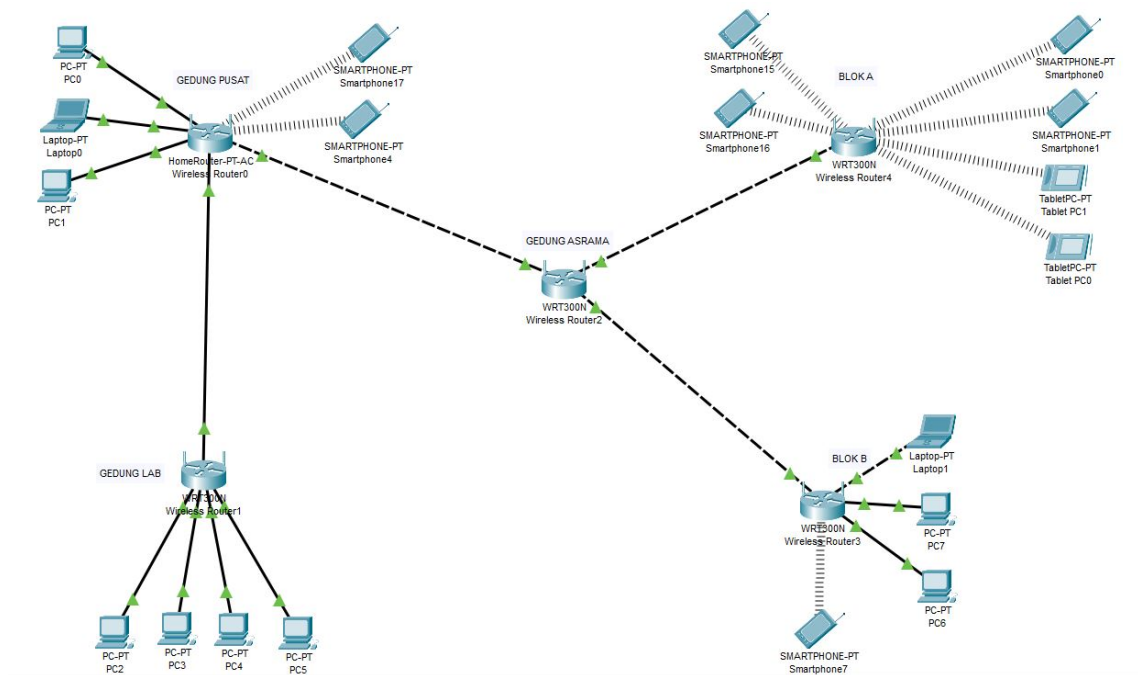 PC-PT
PC0
GEDUNG PUSAT
SMARTPHONE-PT
Smartphone17
Laptop-PT
Laptop0
SMARTPHONE-PT
Smartphone4
HomeRouter-PT-AC
Wireless Router0
PC-PT
PC1
SMARTPHONE-PT
Smartphone15
BLOK A
SMARTPHONE-PT
Smartphone0
SMARTPHONE-PT
Smartphone16
SMARTPHONE-PT
Smartphone1
WRT300N
Wireless Router4
TabletPC-PT
Tablet PC1
TabletPC-PT
Tablet PC0
GEDUNG ASRAMA
WRT300N
Wireless Router2
GEDUNG LAB
WRT300N
Wireless Router1
PC-PT
PC2
PC-PT
PC3
PC-PT
PC4
PC-PT
PC5
BLOK B
Laptop-PT
Laptop1
WRT300N
Wireless Router3
PC-PT
PC7
PC-PT
PC6
SMARTPHONE-PT
Smartphone7